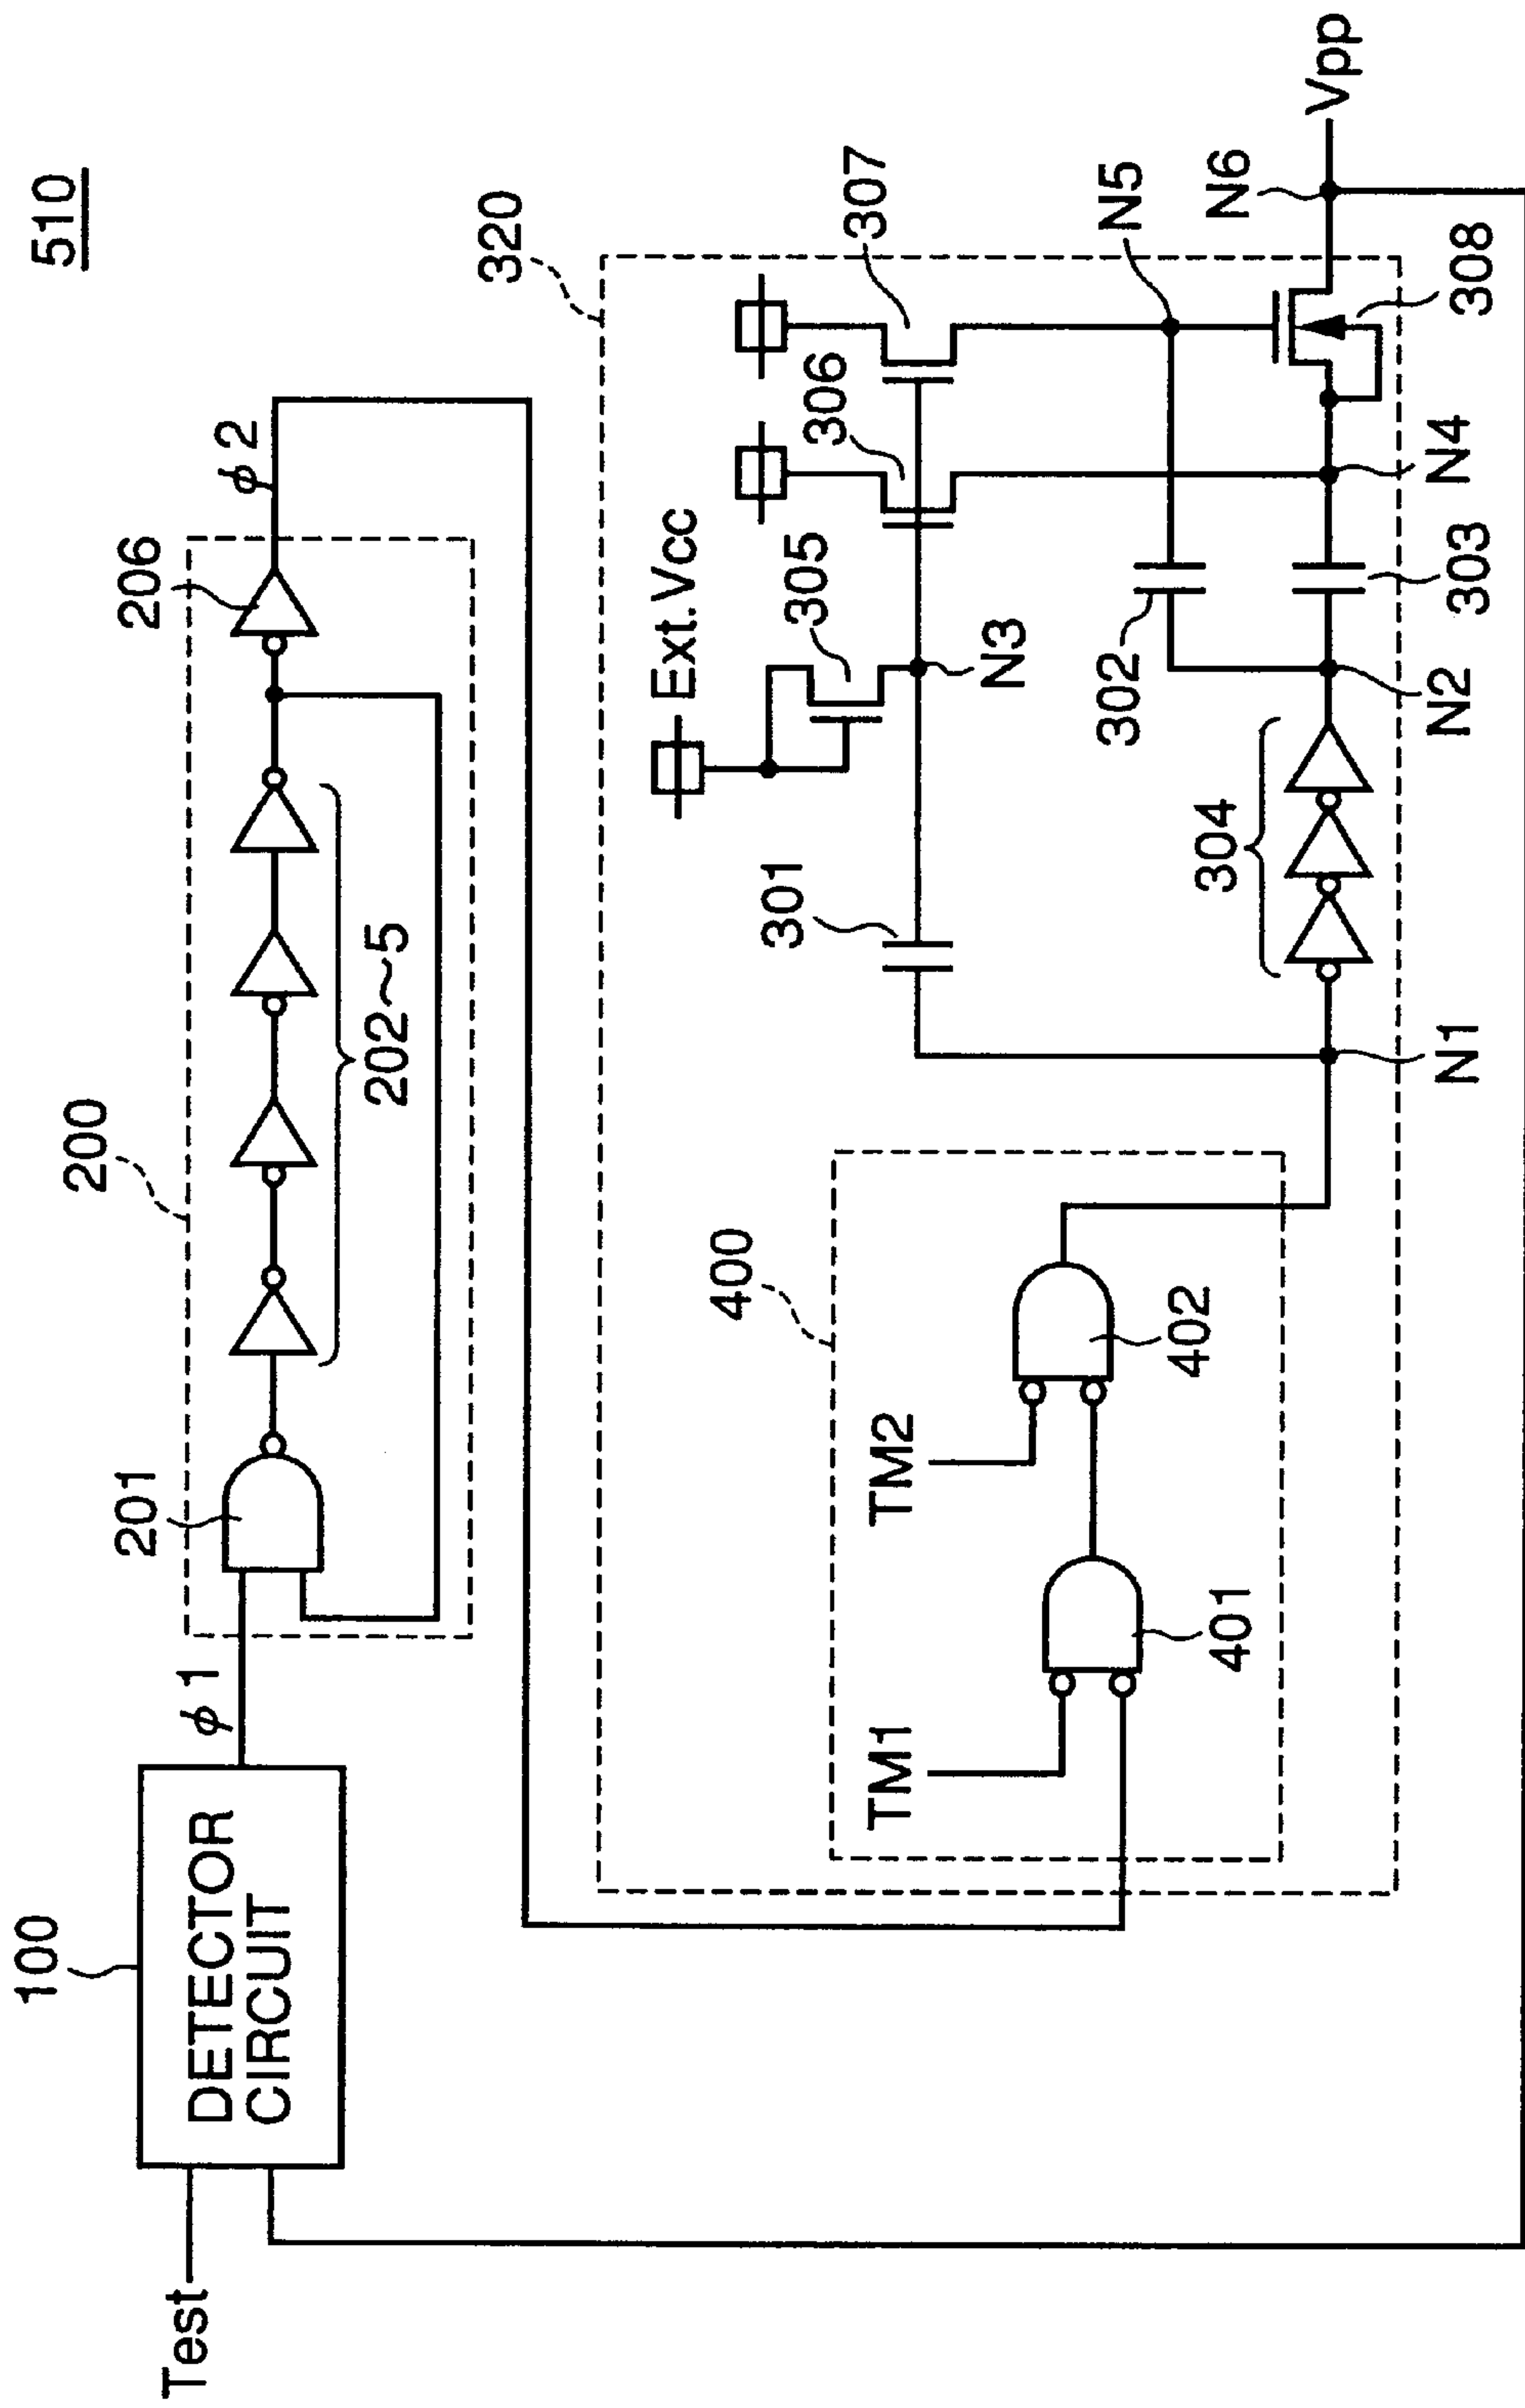 510
Test
100
DETECTOR
CIRCUIT
φ1
200
201
202~5
206
φ2
320
400
TM1
401
TM2
402
N1
301
304
Ext.Vcc
305
N3
302
N2
303
306
307
N4
N5
308
N6
Vpp